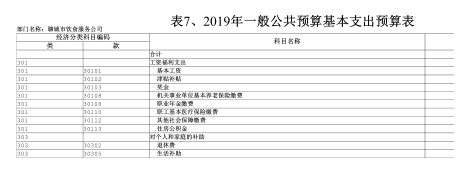 表7、2019年一般公共预算基本支出预算表
部门名称：聊城市饮食服务公司
经济分类科目编码 科目名称
类 款
合计
301 工资福利支出
301 30101 基本工资
301 30102 津贴补贴
301 30103 奖金
301 30108 机关事业单位基本养老保险缴费
301 30109 职业年金缴费
301 30110 职工基本医疗保险缴费
301 30112 其他社会保障缴费
301 30113 住房公积金
303 对个人和家庭的补助
303 30302 退休费
303 30305 生活补助